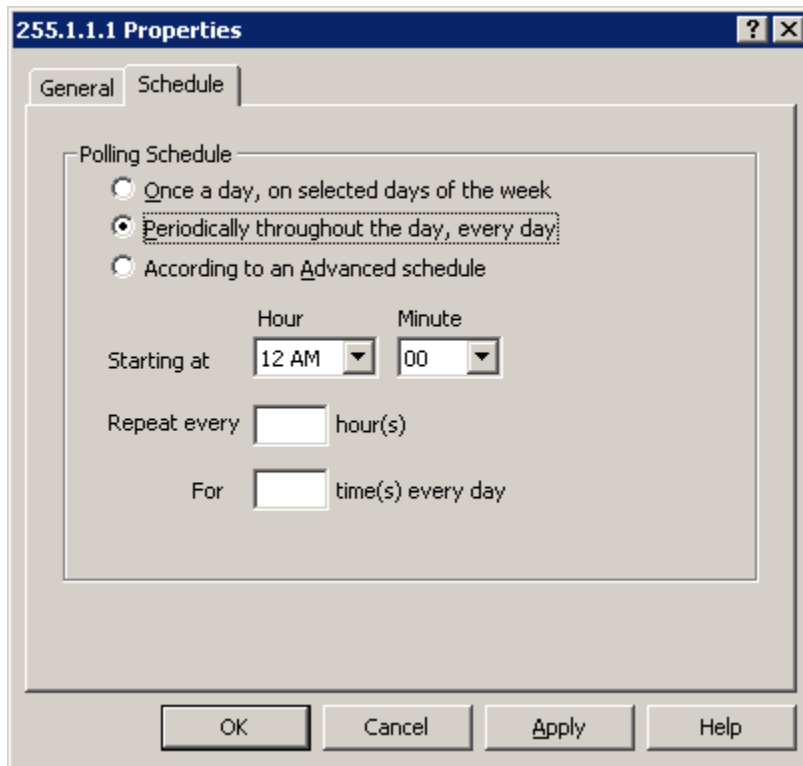 255.1.1.1 Properties
General Schedule
Polling Schedule
Once a day, on selected days of the week
Periodically throughout the day, every day
According to an Advanced schedule
Hour Minute
Starting at 12 AM 00
Repeat every hour(s)
For time(s) every day
OK Cancel Apply Help